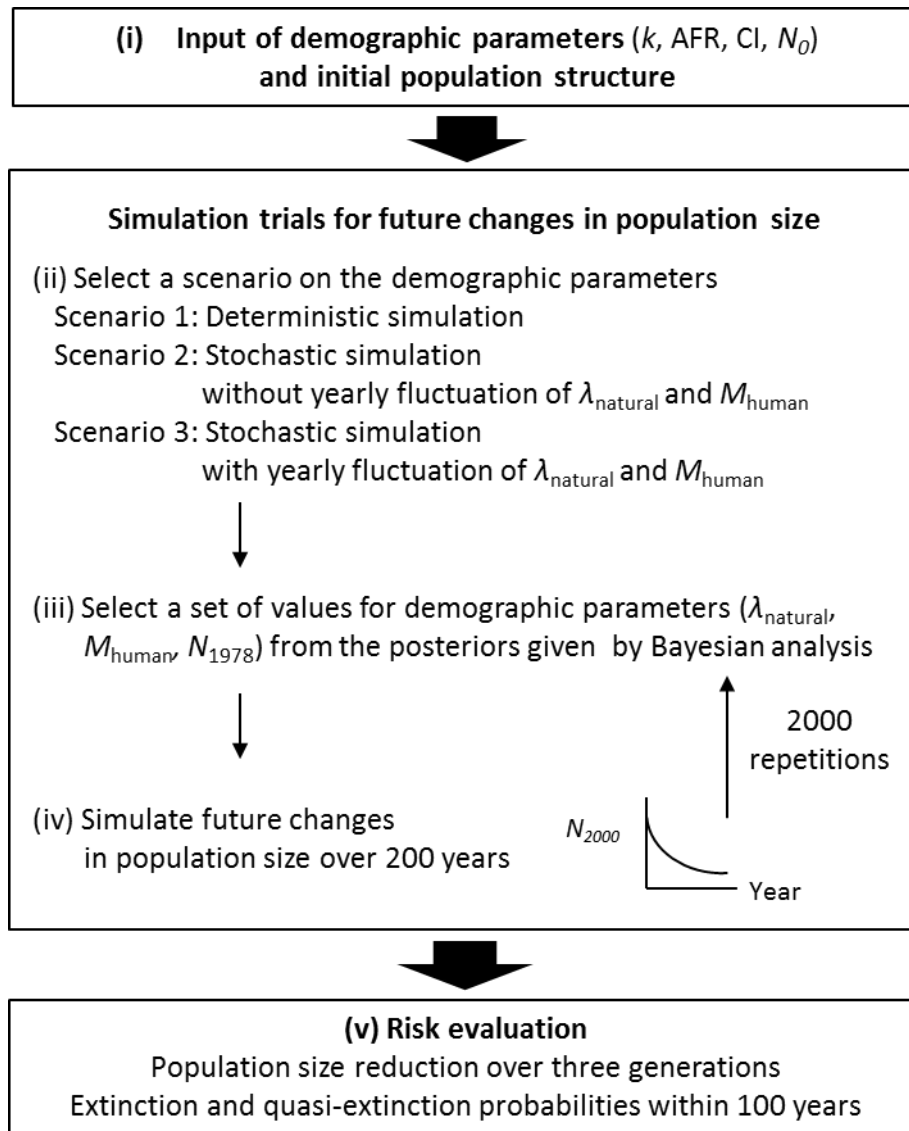 (i) Input of demographic parameters (k, AFR, CI, N0)
and initial population structure
Simulation trials for future changes in population size
(ii) Select a scenario on the demographic parameters
Scenario 1: Deterministic simulation
Scenario 2: Stochastic simulation
without yearly fluctuation of λnatural and Mhuman
Scenario 3: Stochastic simulation
with yearly fluctuation of λnatural and Mhuman
(iii) Select a set of values for demographic parameters (λnatural,
Mhuman, N1978) from the posteriors given by Bayesian analysis
2000
repetitions
(iv) Simulate future changes
in population size over 200 years
N2000
Year
(v) Risk evaluation
Population size reduction over three generations
Extinction and quasi-extinction probabilities within 100 years